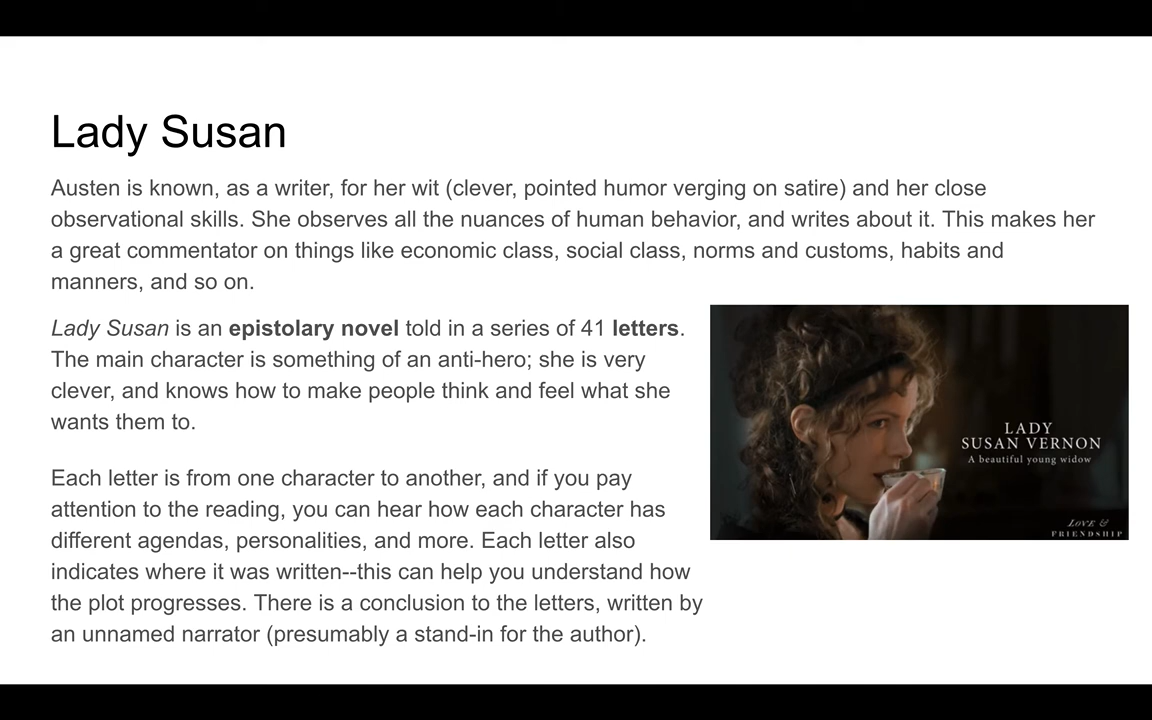 Lady Susan
Austen is known, as a writer, for her wit (clever, pointed humor verging on satire) and her close
observational skills. She observes all the nuances of human behavior, and writes about it. This makes her
a great commentator on things like economic class, social class, norms and customs, habits and
manners, and so on.
Lady Susan is an epistolary novel told in a series of 41 letters.
The main character is something of an anti-hero; she is very
clever, and knows how to make people think and feel what she
wants them to.
Each letter is from one character to another, and if you pay
attention to the reading, you can hear how each character has
different agendas, personalities, and more. Each letter also
indicates where it was written--this can help you understand how
the plot progresses. There is a conclusion to the letters, written by
an unnamed narrator (presumably a stand-in for the author).
LADY
SUSAN VERNON
A beautiful young widow
LOVE &
FRIENDSHIP